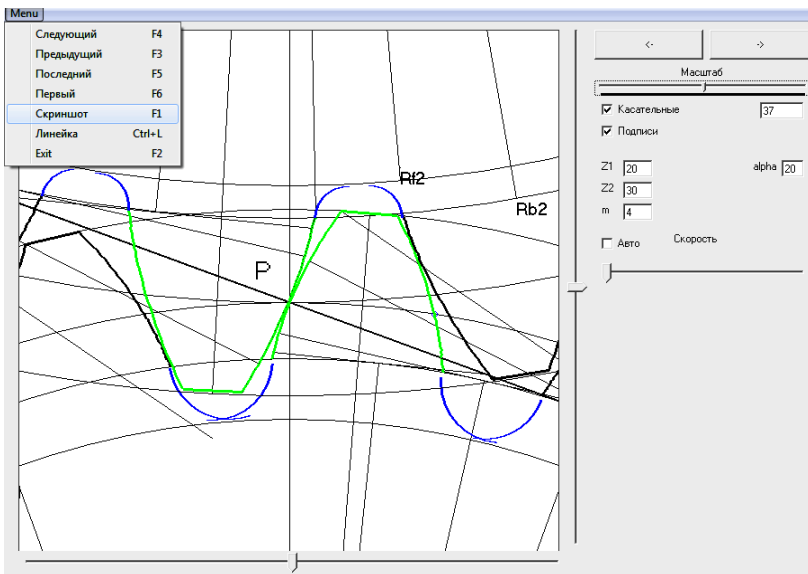 Menu
Следующий F4
Предыдущий F3
Последний F5
Первый F6
Скриншот F1
Линейка Ctrl+L
Exit F2
Rf2
Rb2
P
<- ->
Масштаб
Касательные 37
Подписи
Z1 20 alpha 20
Z2 30
m 4
Авто Скорость